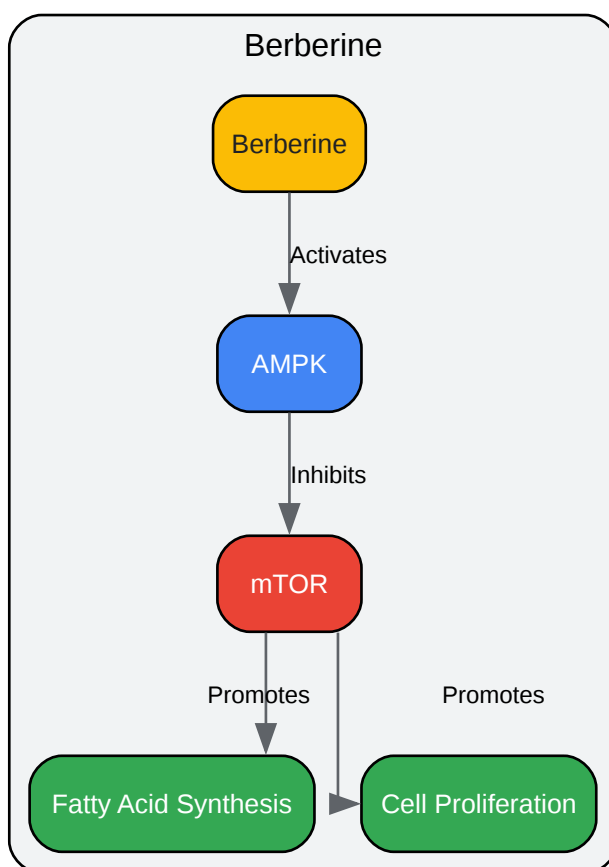 Berberine
Berberine
Activates
AMPK
Inhibits
mTOR
Promotes
Promotes
Fatty Acid Synthesis
Cell Proliferation